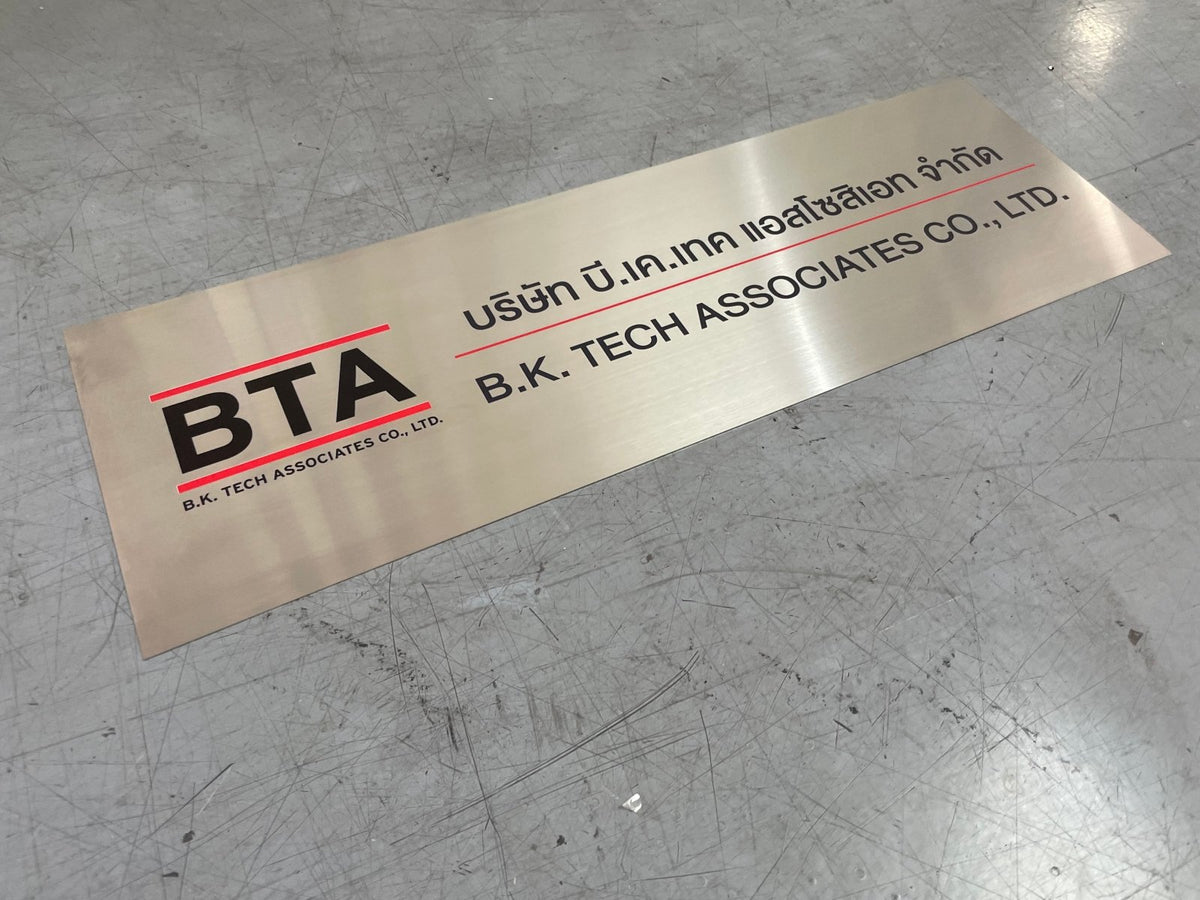 BTA
B.K. TECH ASSOCIATES CO., LTD.
บริษัท บี.เค.เทค แอสโซสิเอท จำกัด
B.K. TECH ASSOCIATES CO., LTD.